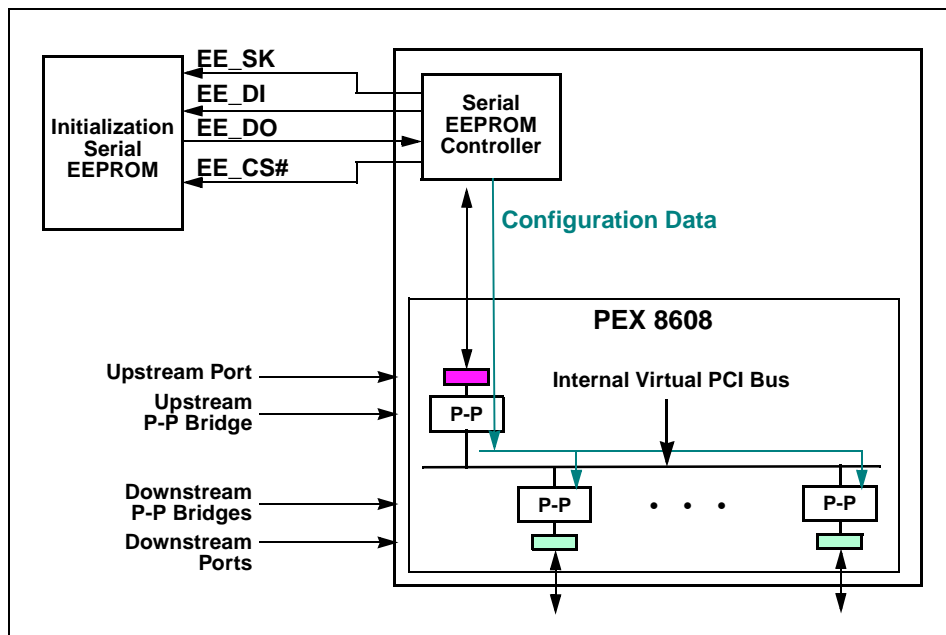 EE_SK
EE_DI
EE_DO
EE_CS#
Initialization
Serial
EEPROM
Serial
EEPROM
Controller
Configuration Data
PEX 8608
Upstream Port
Upstream
P-P Bridge
Internal Virtual PCI Bus
P-P
Downstream
P-P Bridges
Downstream
Ports
P-P
P-P